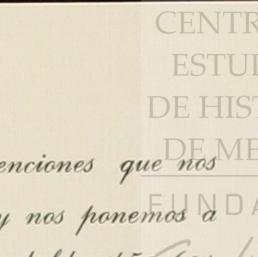 CENTR
ESTUD
DE HIST
DE ME
enciones que nos
FUNDA
y nos ponemos a